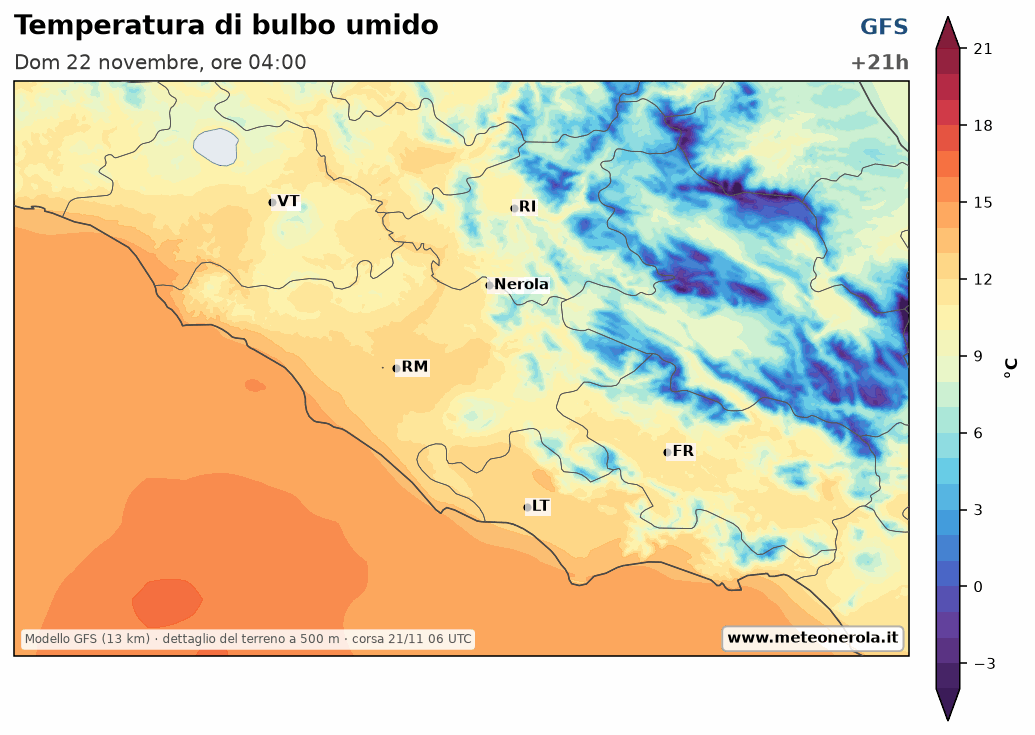 Temperatura di bulbo umido
GFS
Dom 22 novembre, ore 04:00
+21h
VT
RI
Nerola
RM
FR
LT
Modello GFS (13 km) · dettaglio del terreno a 500 m · corsa 21/11 06 UTC
www.meteonerola.it
21
18
15
12
9
6
3
0
−3
°C